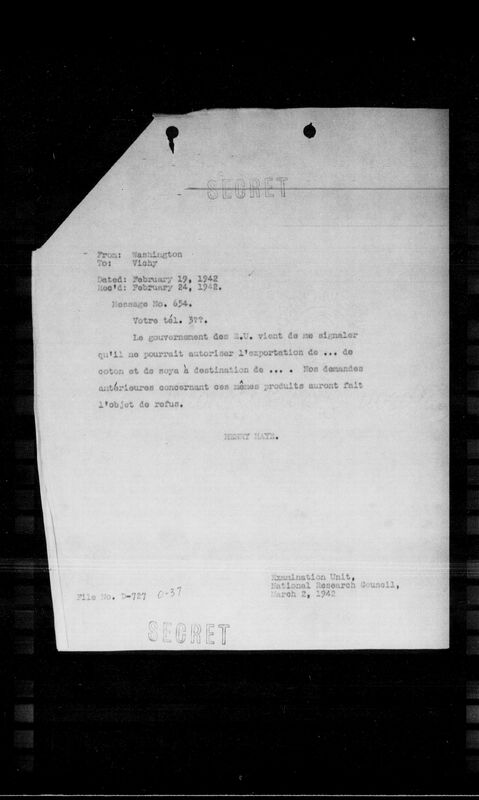 SECRET
From: Washington
To: Vichy
Dated: February 19, 1942
Rec'd: February 24, 1942.
Message No. 654.
Votre tél. 3??.
Le gouvernement des E.U. vient de me signaler
qu'il ne pourrait autoriser l'exportation de ... de
coton et de soya à destination de ... . Nos demandes
antérieures concernant ces mêmes produits auront fait
l'objet de refus.
HENRY HAYE.
Examination Unit,
National Research Council,
March 2, 1942
File No. D-727 0-37
SECRET